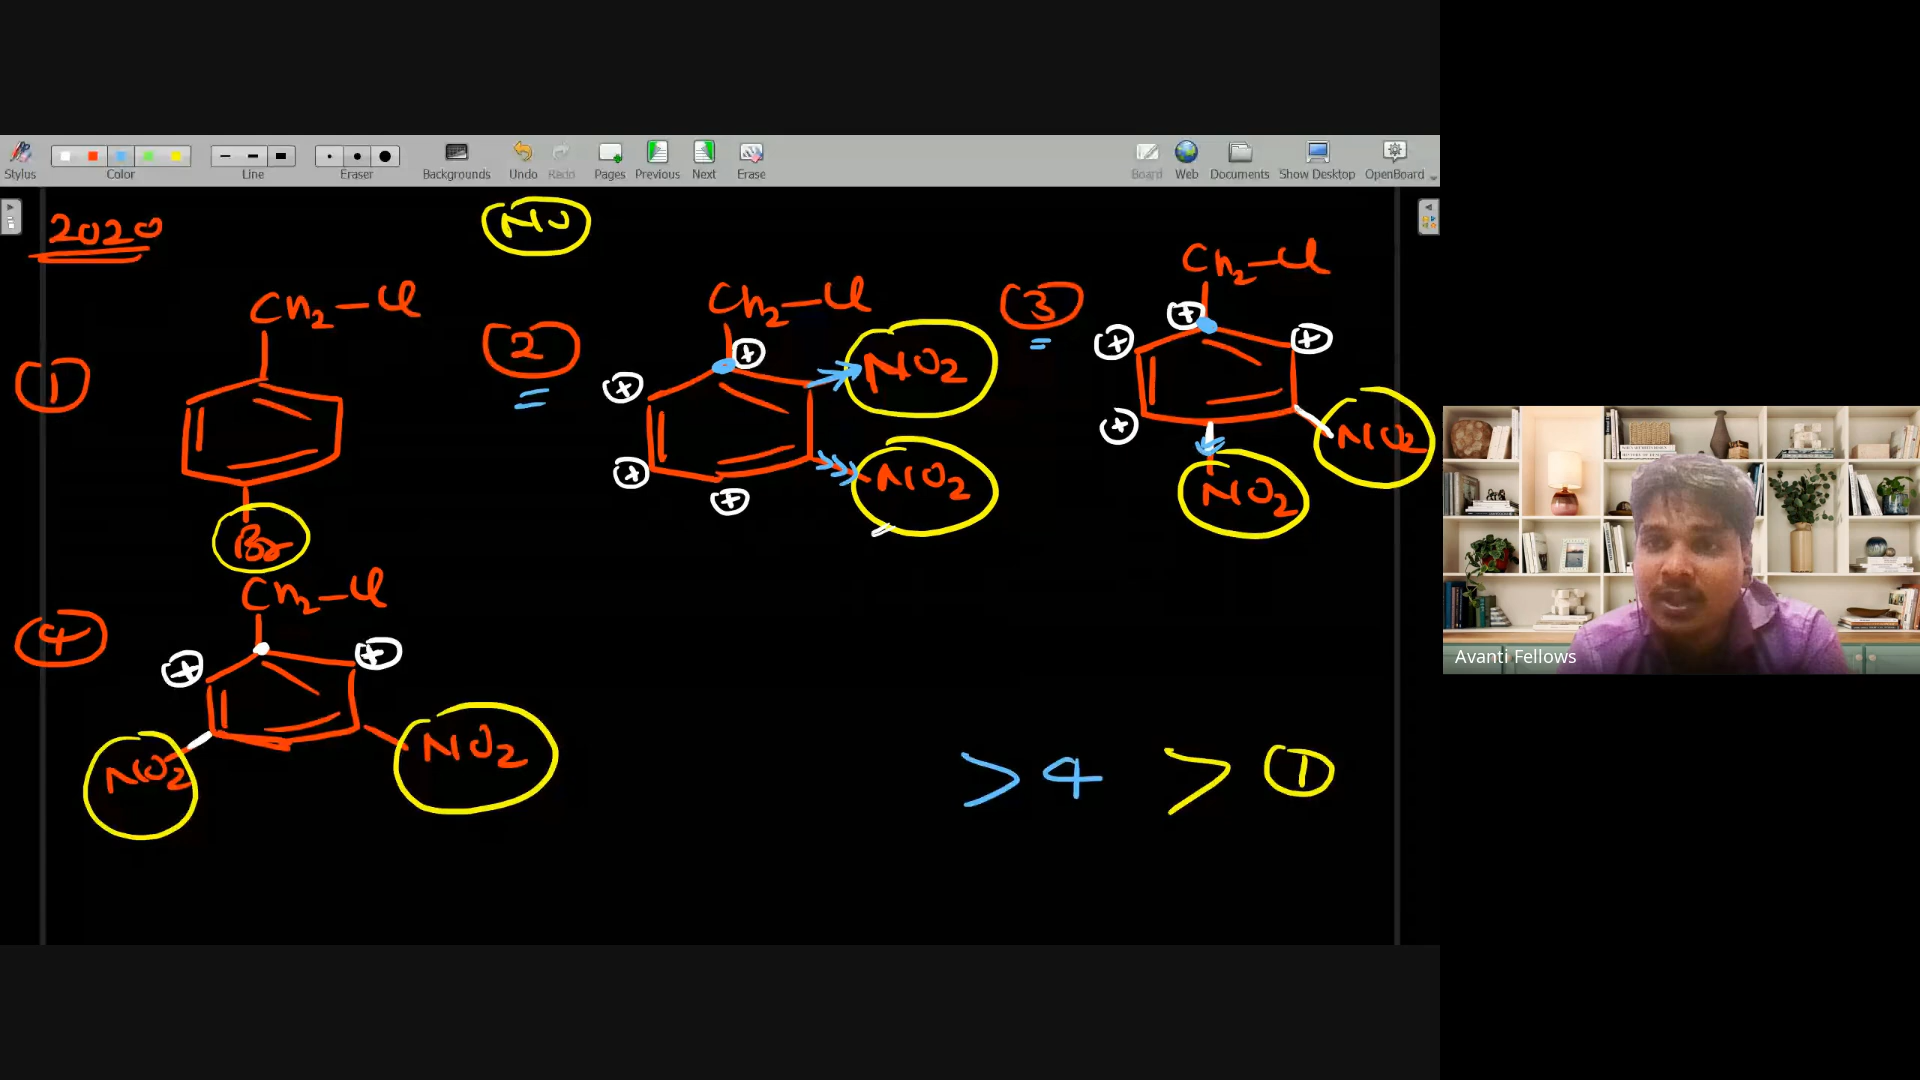 Stylus
Color
Line
Eraser
Backgrounds
Undo
Redo
Pages
Previous
Next
Erase
Board
Web
Documents
Show Desktop
OpenBoard
2020
NO
1
CH2-Cl
Br
2
CH2-Cl
+
+
+
+
NO2
NO2
3
CH2-Cl
+
+
+
+
NO2
NO2
4
CH2-Cl
+
+
NO2
NO2
> 4 > 1
Avanti Fellows